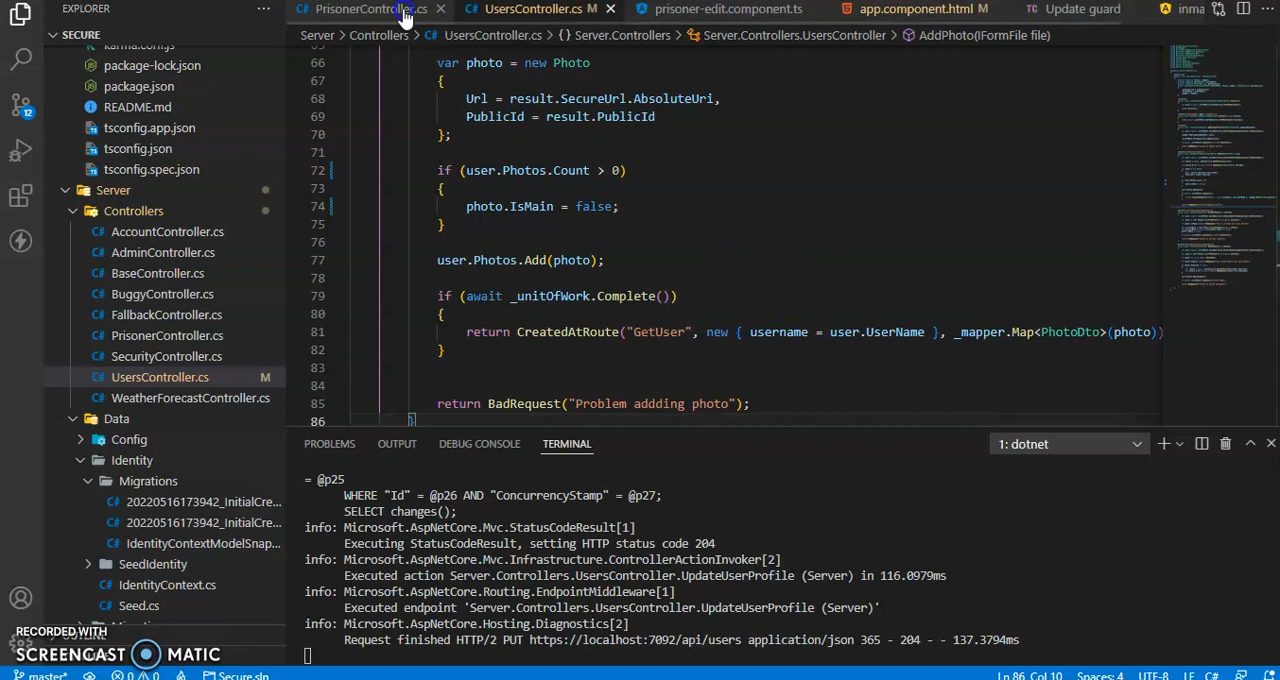 PrisonerController.cs
UsersController.cs M
prisoner-edit.component.ts
app.component.html M
Update guard
inma
EXPLORER
SECURE
Server > Controllers > UsersController.cs > {} Server.Controllers > Server.Controllers.UsersController > AddPhoto(IFormFile file)
karma.conf.js
package-lock.json
package.json
README.md
tsconfig.app.json
tsconfig.json
tsconfig.spec.json
Server
Controllers
AccountController.cs
AdminController.cs
BaseController.cs
BuggyController.cs
FallbackController.cs
PrisonerController.cs
SecurityController.cs
UsersController.cs M
WeatherForecastController.cs
Data
Config
Identity
Migrations
20220516173942_InitialCre...
20220516173942_InitialCre...
IdentityContextModelSnap...
SeedIdentity
IdentityContext.cs
Seed.cs
OUTLINE
12
65
66 var photo = new Photo
67 {
68 Url = result.SecureUrl.AbsoluteUri,
69 PublicId = result.PublicId
70 };
71
72 if (user.Photos.Count > 0)
73 {
74 photo.IsMain = false;
75 }
76
77 user.Photos.Add(photo);
78
79 if (await _unitOfWork.Complete())
80 {
81 return CreatedAtRoute("GetUser", new { username = user.UserName }, _mapper.Map<PhotoDto>(photo))
82 }
83
84
85 return BadRequest("Problem addding photo");
86 }
PROBLEMS OUTPUT DEBUG CONSOLE TERMINAL 1: dotnet
= @p25
WHERE "Id" = @p26 AND "ConcurrencyStamp" = @p27;
SELECT changes();
info: Microsoft.AspNetCore.Mvc.StatusCodeResult[1]
Executing StatusCodeResult, setting HTTP status code 204
info: Microsoft.AspNetCore.Mvc.Infrastructure.ControllerActionInvoker[2]
Executed action Server.Controllers.UsersController.UpdateUserProfile (Server) in 116.0979ms
info: Microsoft.AspNetCore.Routing.EndpointMiddleware[1]
Executed endpoint 'Server.Controllers.UsersController.UpdateUserProfile (Server)'
info: Microsoft.AspNetCore.Hosting.Diagnostics[2]
Request finished HTTP/2 PUT https://localhost:7092/api/users application/json 365 - 204 - - 137.3794ms
RECORDED WITH
SCREENCAST MATIC
master* 0 0 Secure.sln Ln 86, Col 10 Spaces: 4 UTF-8 LF C#